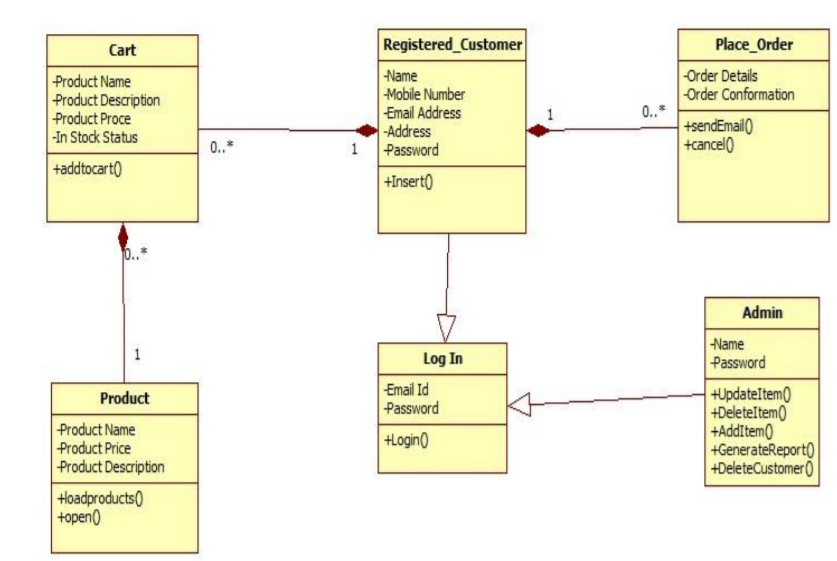 Cart
-Product Name
-Product Description
-Product Proce
-In Stock Status
+addtocart()
0..*
1
Registered_Customer
-Name
-Mobile Number
-Email Address
-Address
-Password
+Insert()
1
0..*
Place_Order
-Order Details
-Order Conformation
+sendEmail()
+cancel()
0..*
1
Product
-Product Name
-Product Price
-Product Description
+loadproducts()
+open()
Log In
-Email Id
-Password
+Login()
Admin
-Name
-Password
+UpdateItem()
+DeleteItem()
+AddItem()
+GenerateReport()
+DeleteCustomer()